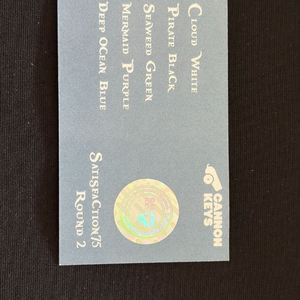 Cloud White
Pirate Black
Seaweed Green
Mermaid Purple
Deep Ocean Blue
CANNON
KEYS
Satisfaction75
Round 2